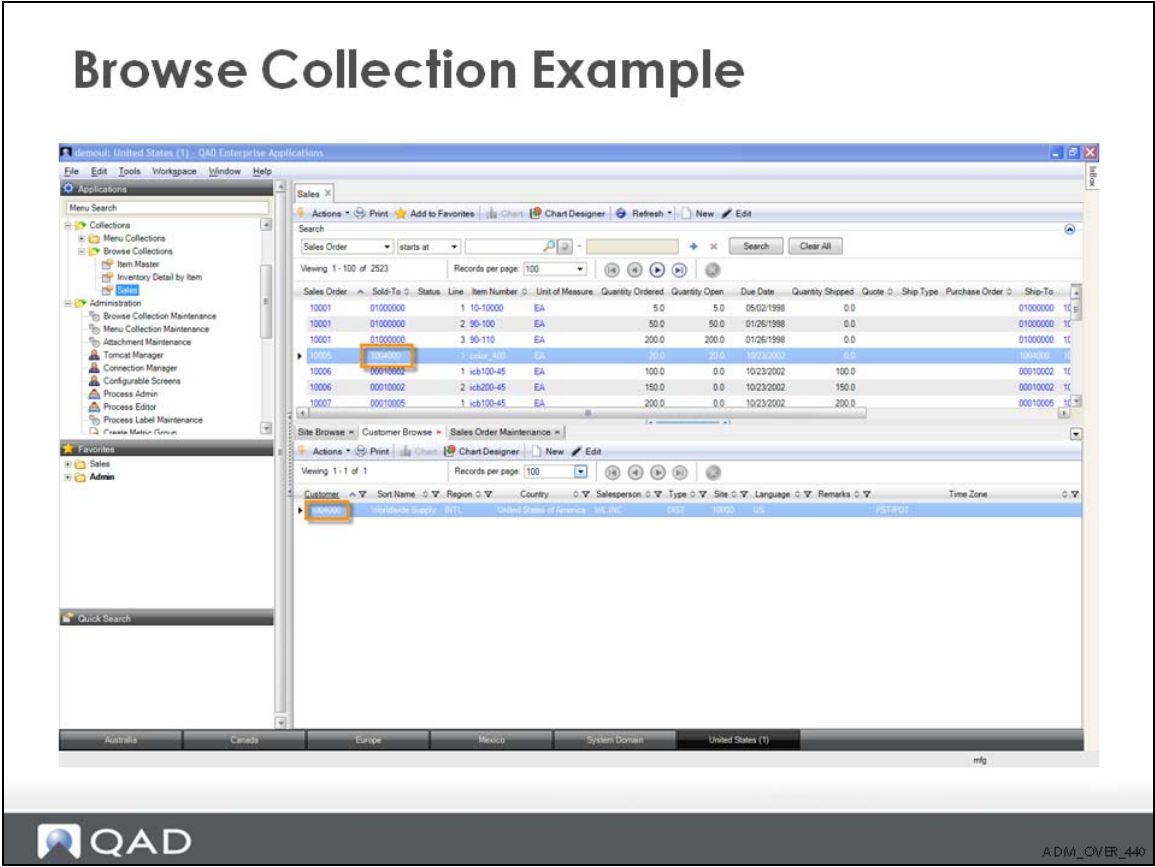 Browse Collection Example
demoui: United States (1) - QAD Enterprise Applications
File Edit Tools Workspace Window Help
InBox
Applications
Menu Search
Collections
Menu Collections
Browse Collections
Item Master
Inventory Detail by Item
Sales
Administration
Browse Collection Maintenance
Menu Collection Maintenance
Attachment Maintenance
Tomcat Manager
Connection Manager
Configurable Screens
Process Admin
Process Editor
Process Label Maintenance
Create Metric Group
Favorites
Sales
Admin
Quick Search
Sales
Actions Print Add to Favorites Chart Chart Designer Refresh New Edit
Search
Sales Order starts at - Search Clear All
Viewing 1 - 100 of 2523 Records per page: 100
Sales Order Sold-To Status Line Item Number Unit of Measure Quantity Ordered Quantity Open Due Date Quantity Shipped Quote Ship Type Purchase Order Ship-To
10001 01000000 1 10-10000 EA 5.0 5.0 05/02/1998 0.0 01000000 10
10001 01000000 2 90-100 EA 50.0 50.0 01/26/1998 0.0 01000000 10
10001 01000000 3 90-110 EA 200.0 200.0 01/26/1998 0.0 01000000 10
10005 1004000 1 color_400 EA 20.0 20.0 10/23/2002 0.0 1004000 10
10006 00010002 1 icb100-45 EA 100.0 0.0 10/23/2002 100.0 00010002 10
10006 00010002 2 icb200-45 EA 150.0 0.0 10/23/2002 150.0 00010002 10
10007 00010005 1 icb100-45 EA 200.0 0.0 10/23/2002 200.0 00010005 10
Site Browse Customer Browse Sales Order Maintenance
Actions Print Chart Chart Designer New Edit
Viewing 1 - 1 of 1 Records per page: 100
Customer Sort Name Region Country Salesperson Type Site Language Remarks Time Zone
1004000 Worldwide Supply INTL United States of America WL,INC DIST 10000 US PST/PDT
Australia Canada Europe Mexico System Domain United States (1)
mfg
QAD
ADM_OVER_440